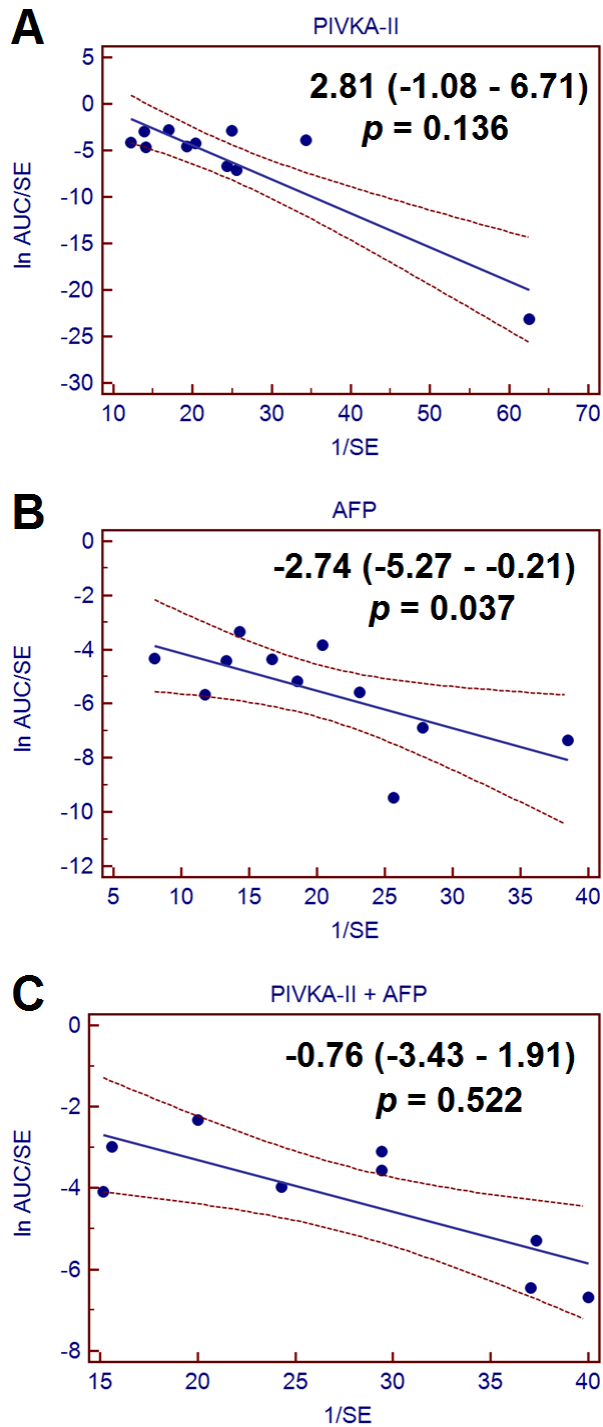 A
PIVKA-II
2.81 (-1.08 - 6.71)
p = 0.136
ln AUC/SE
5
0
-5
-10
-15
-20
-25
-30
10 20 30 40 50 60 70
1/SE
B
AFP
-2.74 (-5.27 - -0.21)
p = 0.037
ln AUC/SE
0
-2
-4
-6
-8
-10
-12
5 10 15 20 25 30 35 40
1/SE
C
PIVKA-II + AFP
-0.76 (-3.43 - 1.91)
p = 0.522
ln AUC/SE
0
-2
-4
-6
-8
15 20 25 30 35 40
1/SE